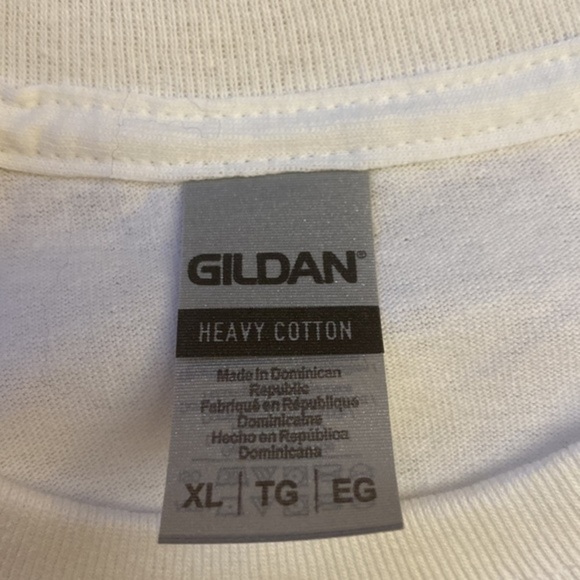 GILDAN®
HEAVY COTTON
Made in Dominican
Republic
Fabriqué en République
Dominicaine
Hecho en República
Dominicana
XL | TG | EG